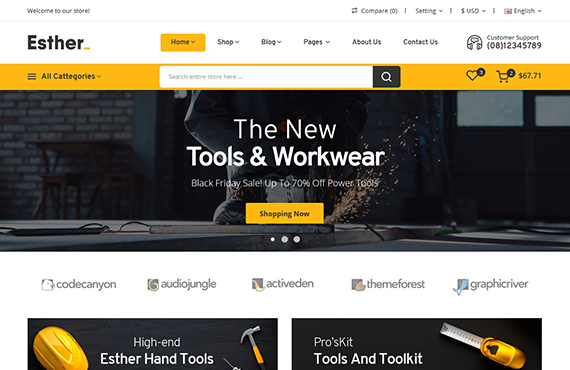 Welcome to our store!
Compare (0)
Setting
$ USD
English
Esther_
Home
Shop
Blog
Pages
About Us
Contact Us
Customer Support
(08)12345789
All Cattegories
Search entire store here ...
3
2
$67.71
The New
Tools & Workwear
Black Friday Sale! Up To 70% Off Power Tools
Shopping Now
codecanyon
audiojungle
activeden
themeforest
graphicriver
High-end
Esther Hand Tools
Pro'sKit
Tools And Toolkit